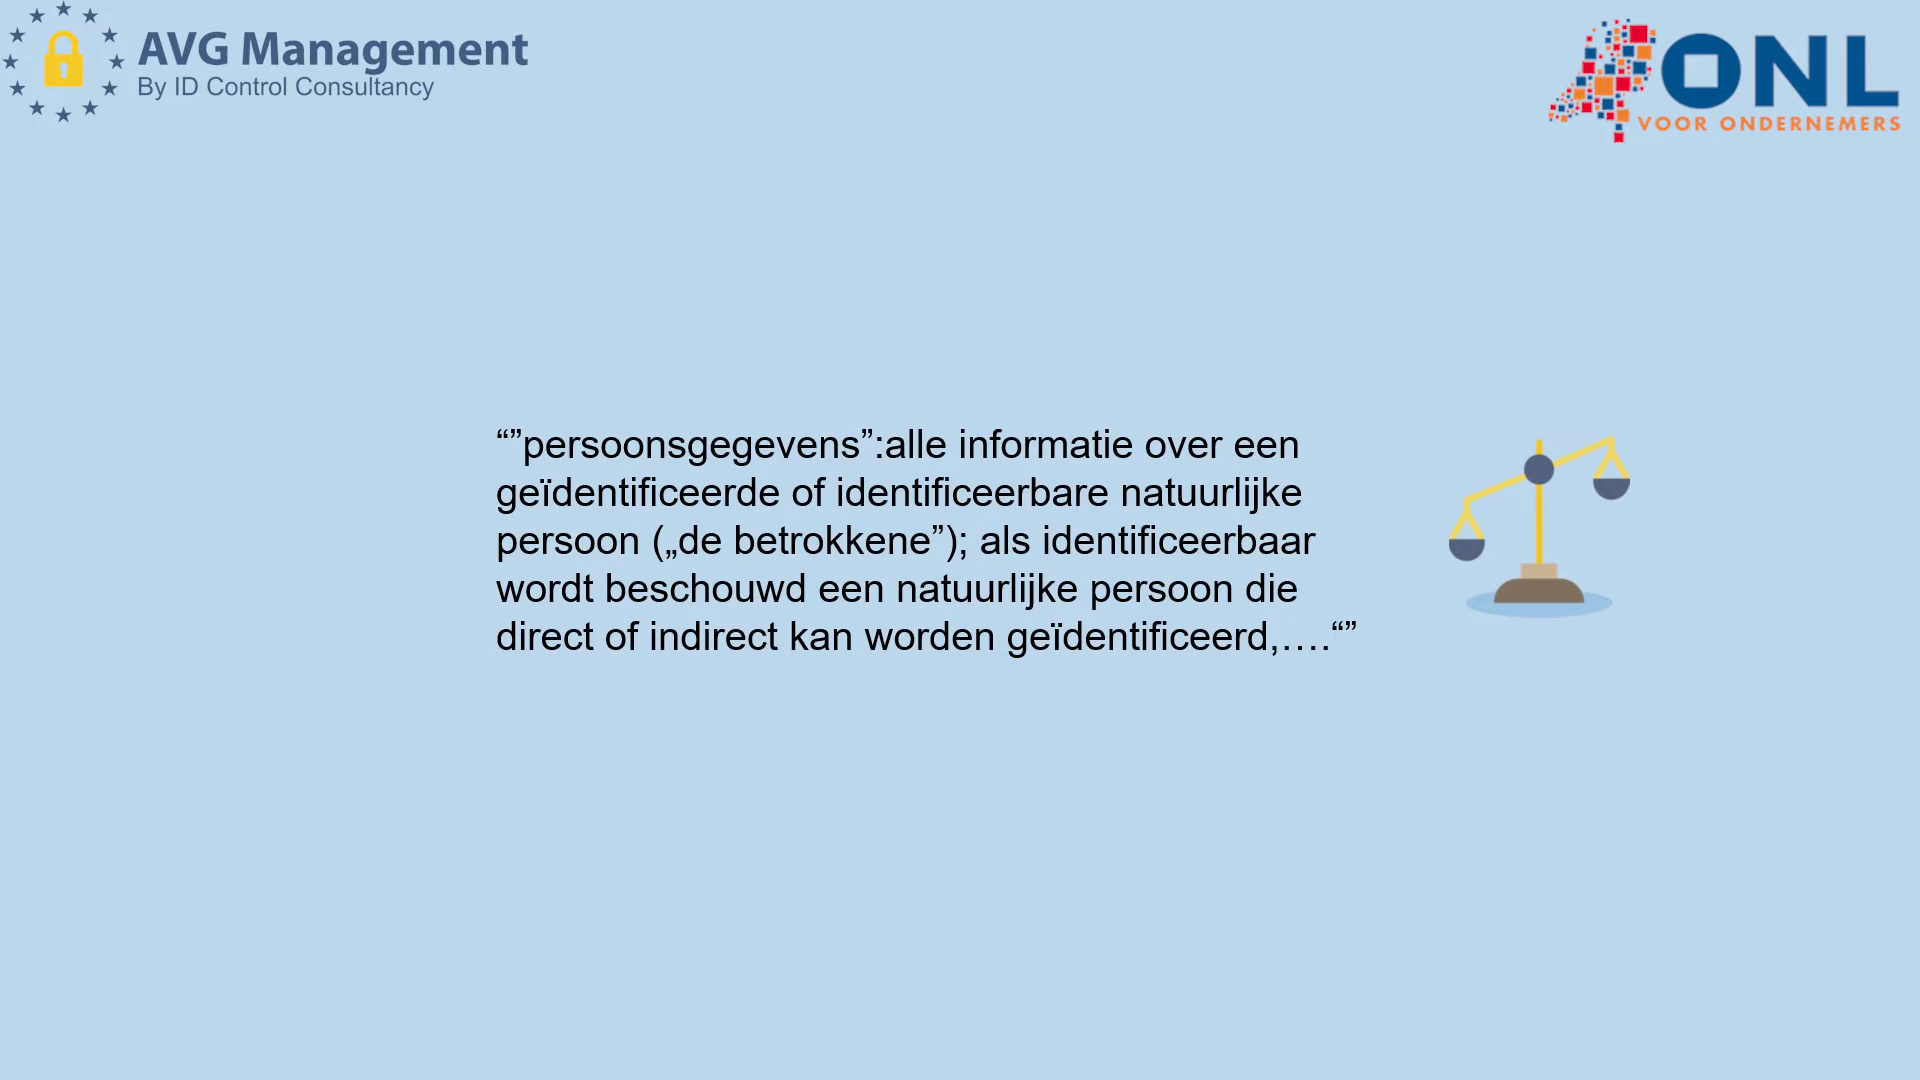 AVG Management
By ID Control Consultancy
ONL
VOOR ONDERNEMERS
“”persoonsgegevens”:alle informatie over een
geïdentificeerde of identificeerbare natuurlijke
persoon („de betrokkene”); als identificeerbaar
wordt beschouwd een natuurlijke persoon die
direct of indirect kan worden geïdentificeerd,….“”